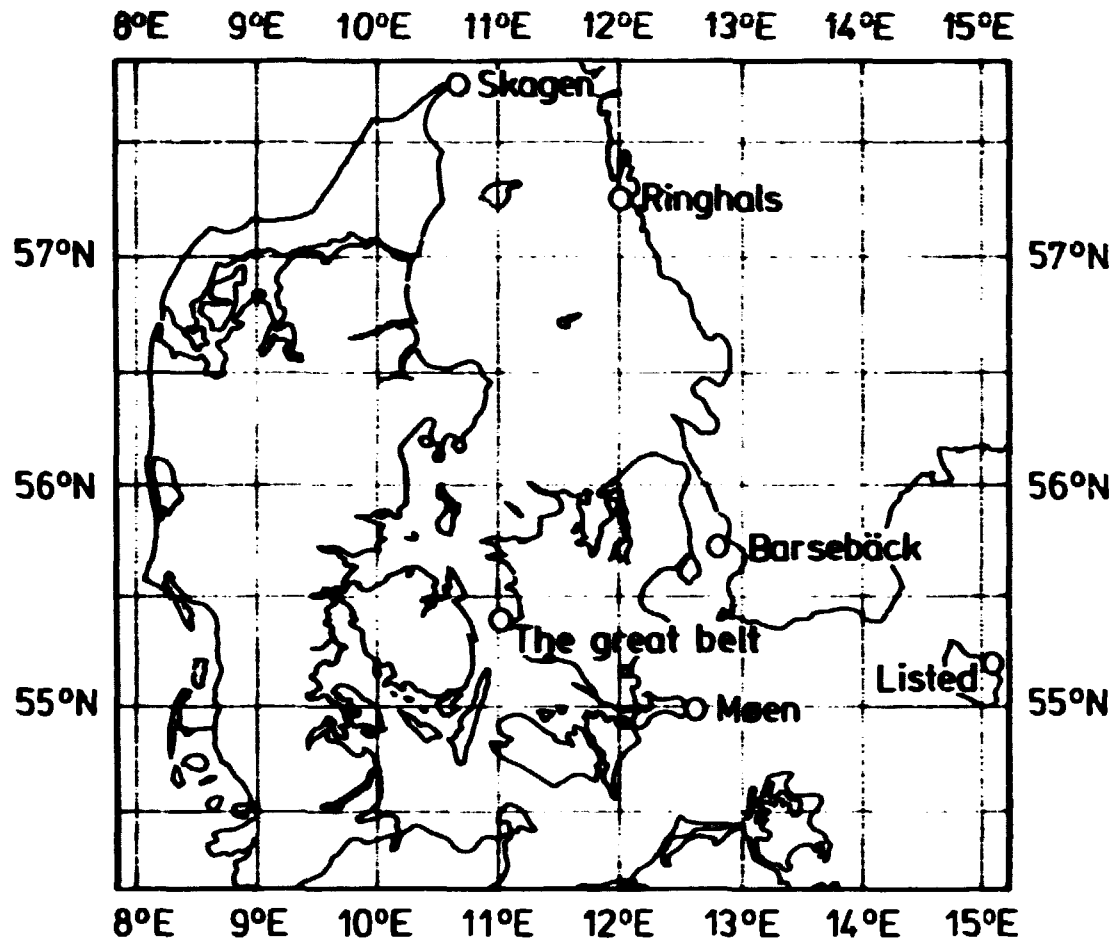 8°E 9°E 10°E 11°E 12°E 13°E 14°E 15°E
Skagen
Ringhals
57°N 57°N
56°N 56°N
Barsebäck
The great belt
Listed
55°N Møen 55°N
8°E 9°E 10°E 11°E 12°E 13°E 14°E 15°E